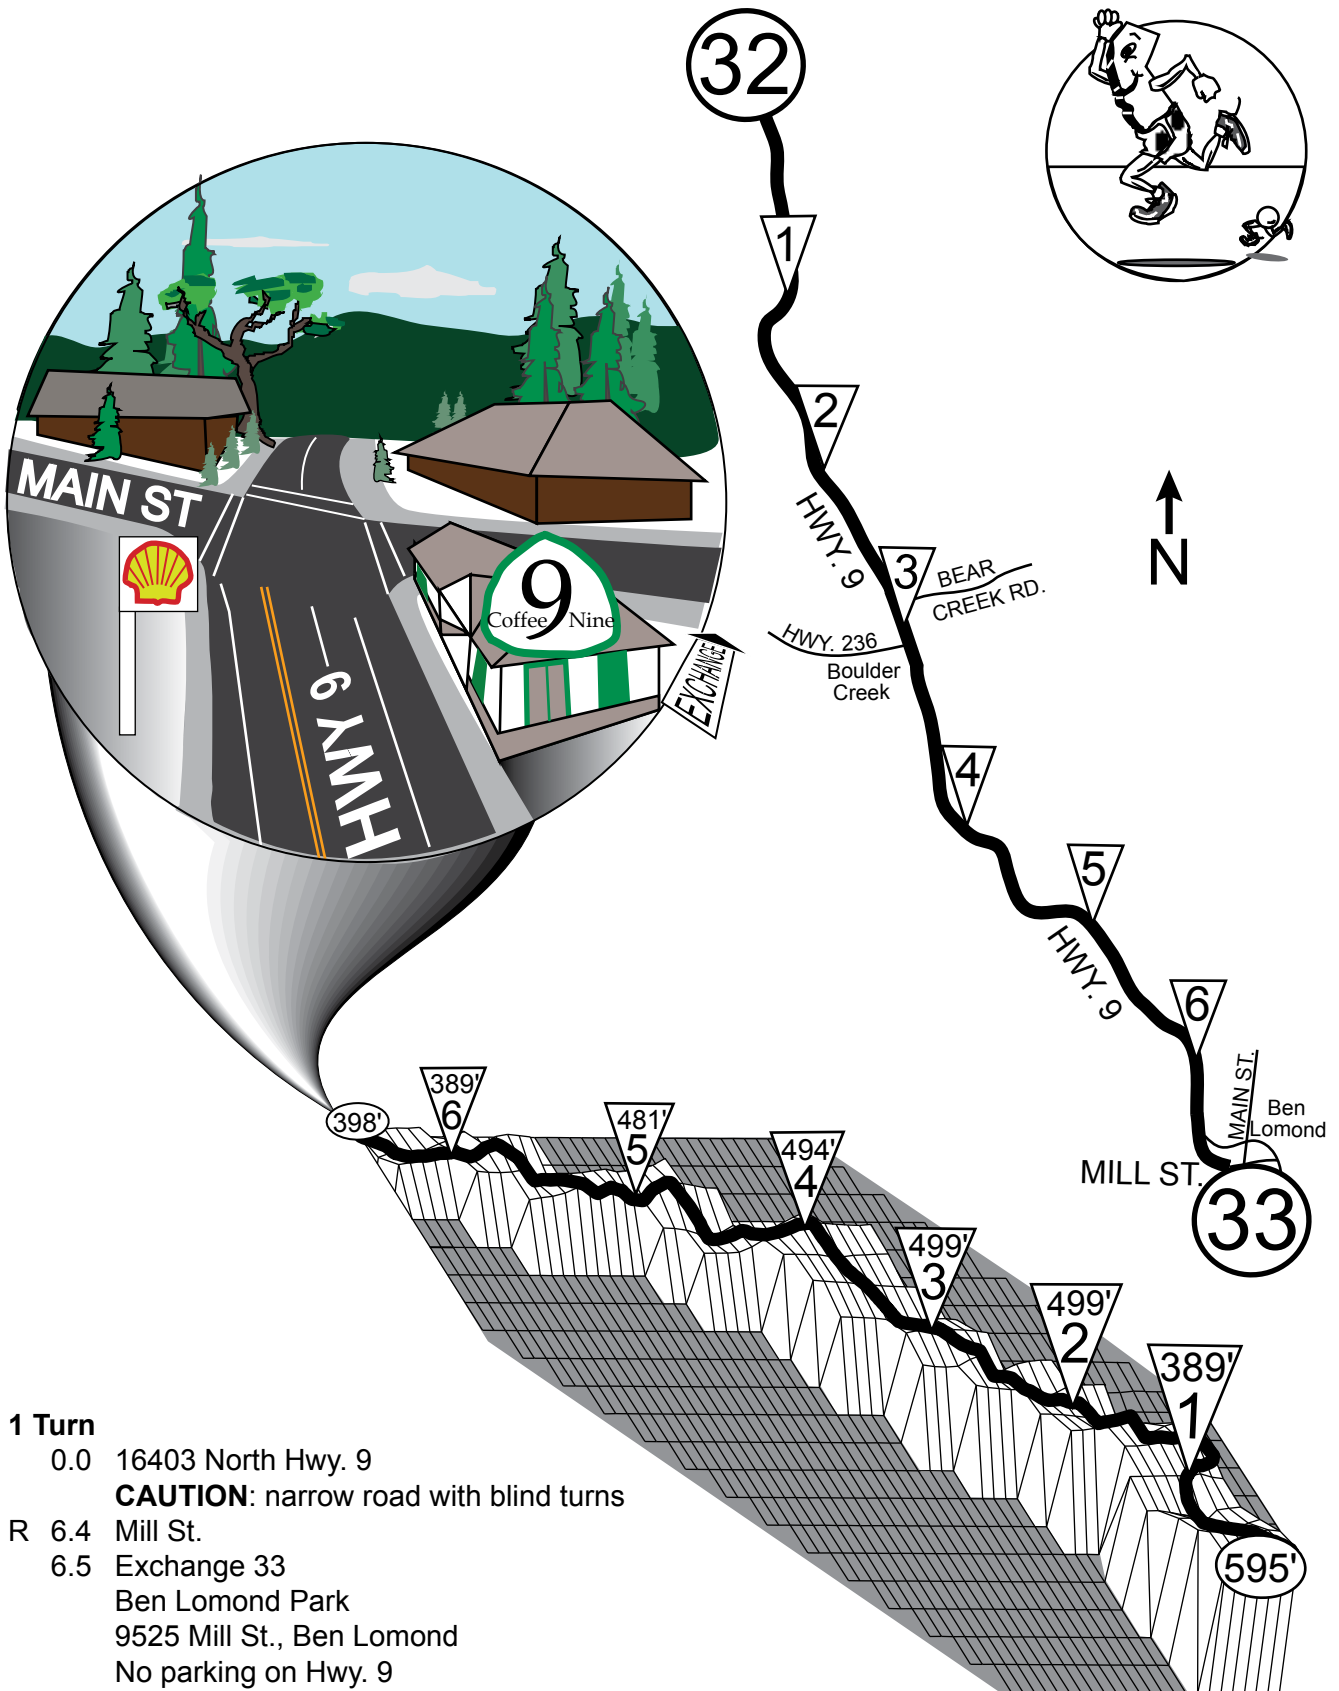 32
1
2
HWY. 9
3
BEAR
CREEK RD.
HWY. 236
Boulder
Creek
4
5
HWY. 9
6
MAIN ST.
Ben
Lomond
MILL ST.
33
N
MAIN ST
9
Coffee Nine
EXCHANGE
HWY 9
398'
389'
6
481'
5
494'
4
499'
3
499'
2
389'
1
595'
1 Turn
0.0 16403 North Hwy. 9
CAUTION: narrow road with blind turns
R 6.4 Mill St.
6.5 Exchange 33
Ben Lomond Park
9525 Mill St., Ben Lomond
No parking on Hwy. 9